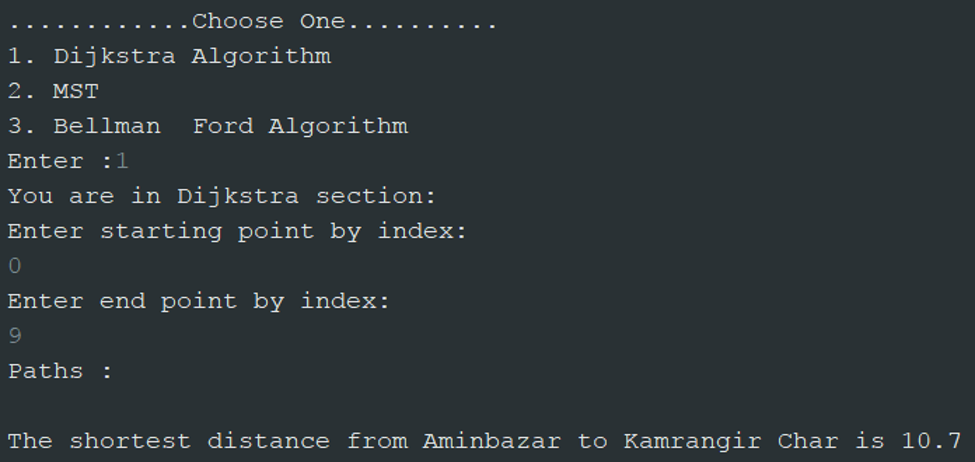 ............Choose One..........
1. Dijkstra Algorithm
2. MST
3. Bellman  Ford Algorithm
Enter :1
You are in Dijkstra section:
Enter starting point by index:
0
Enter end point by index:
9
Paths :
The shortest distance from Aminbazar to Kamrangir Char is 10.7